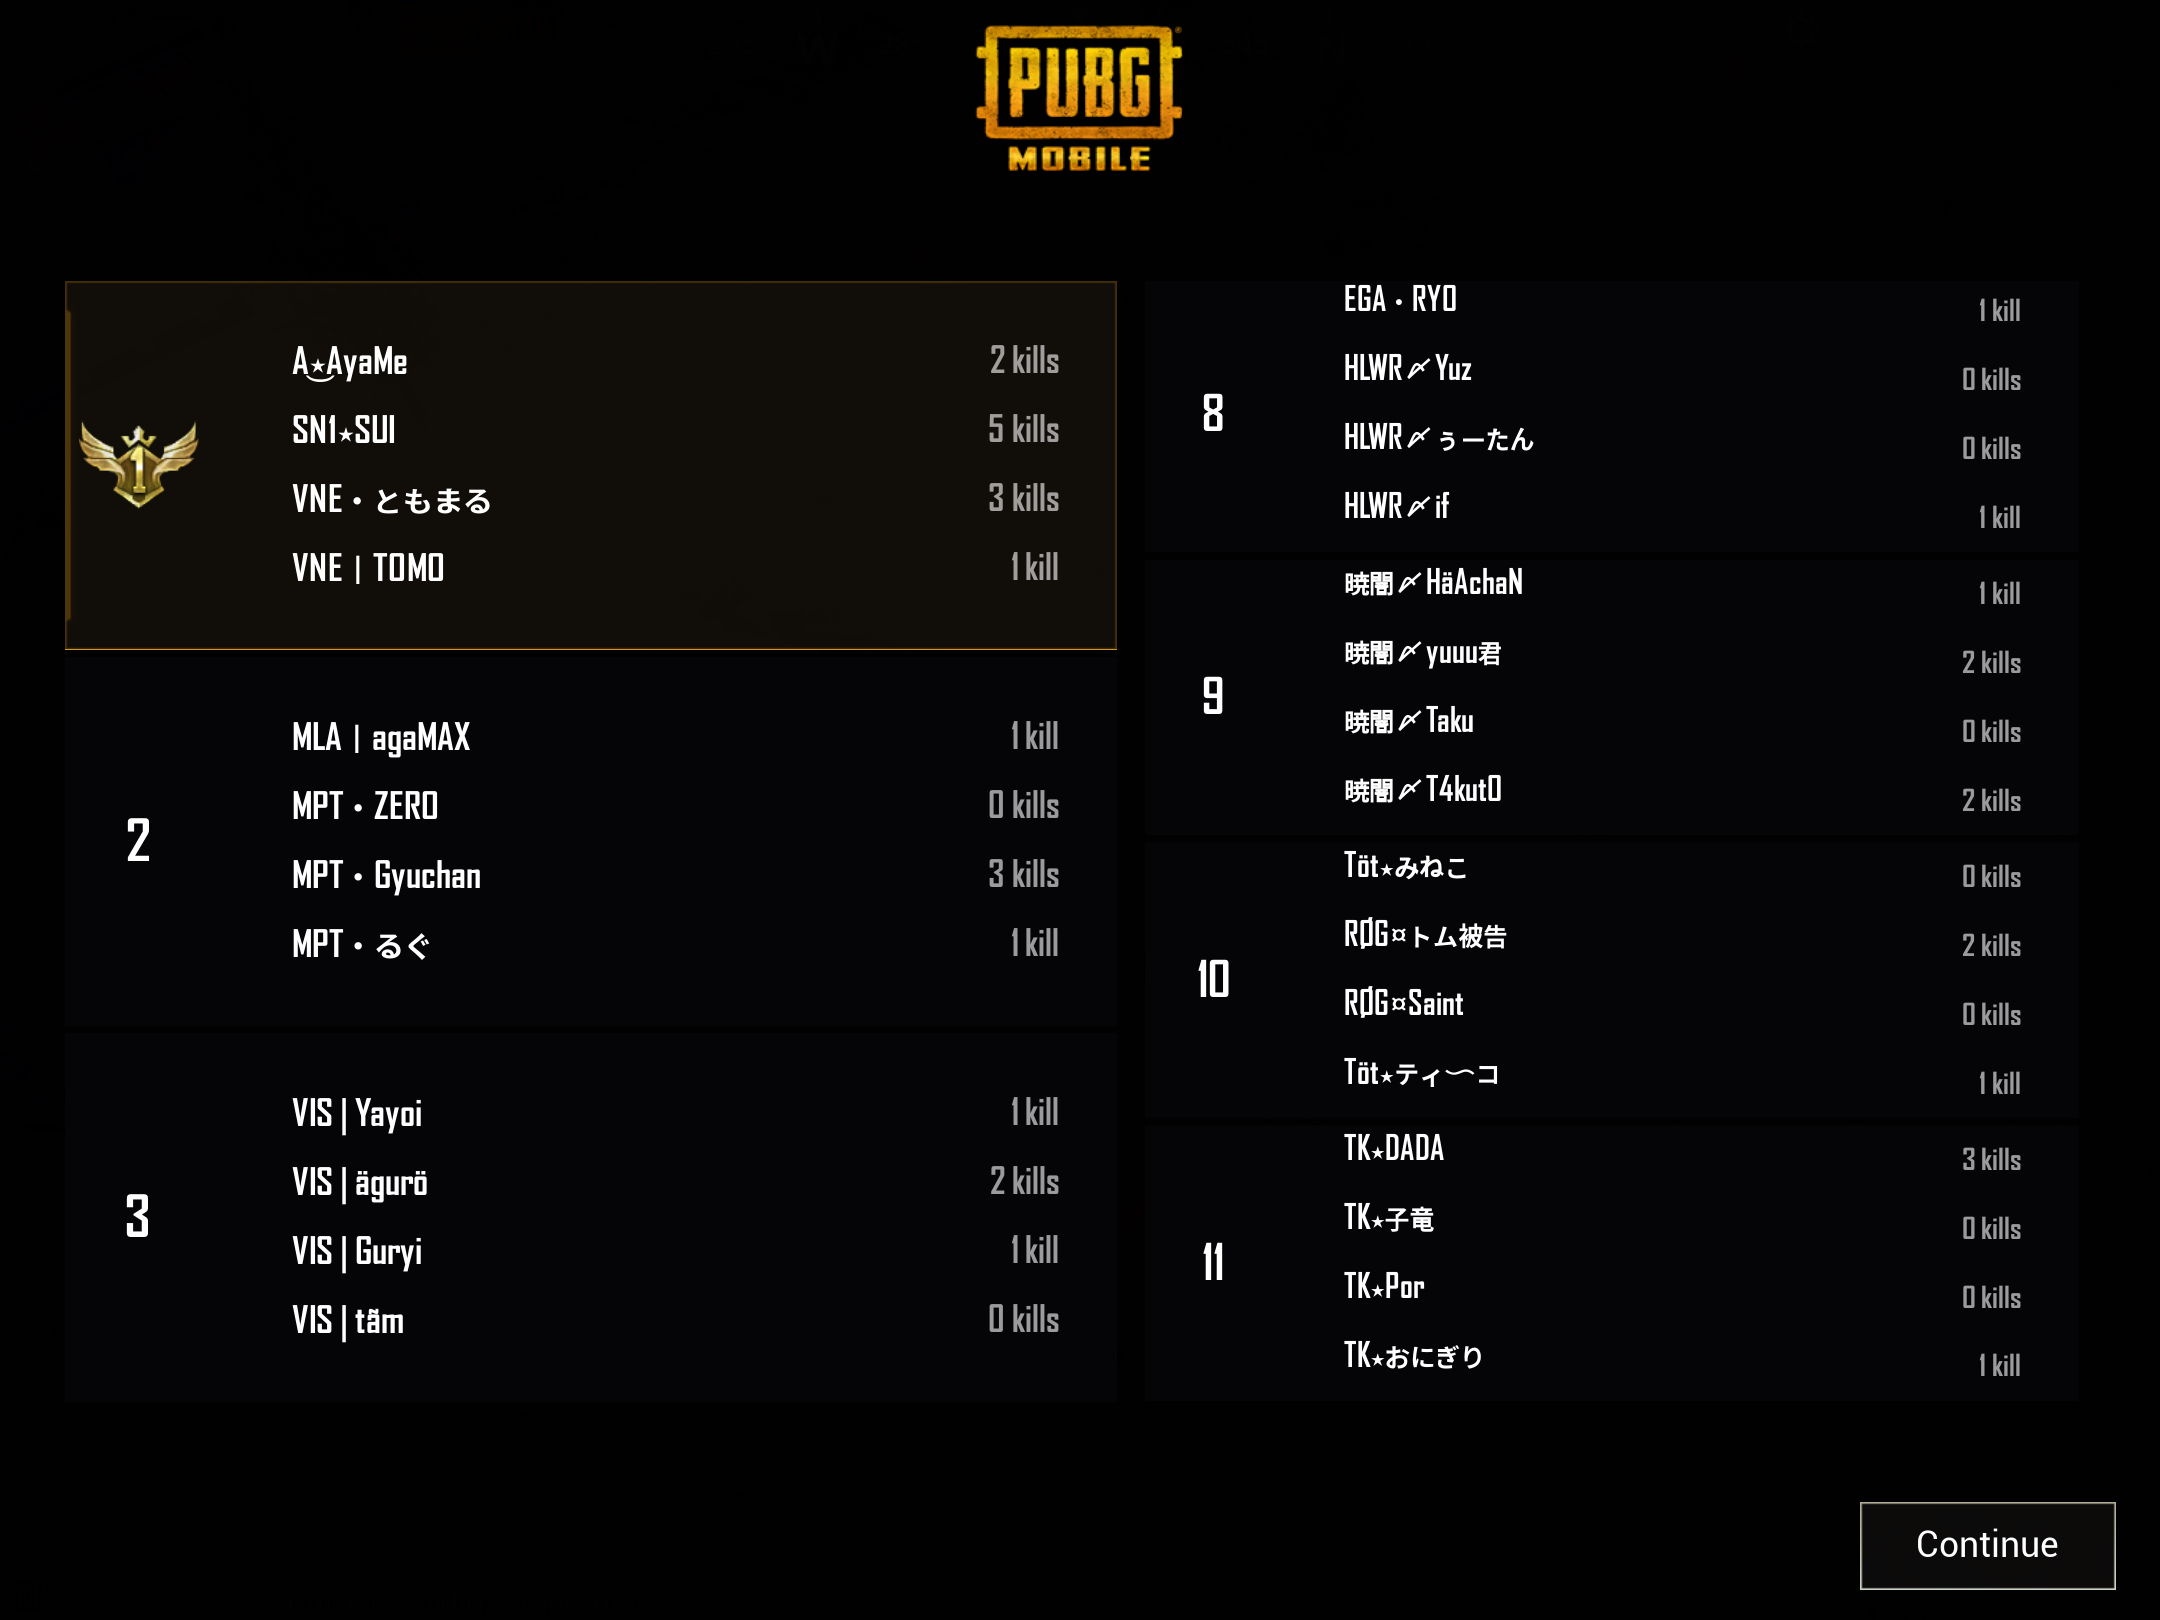 PUBG
MOBILE
1
A‿★AyaMe 2 kills
SN1★SUI 5 kills
VNE・ともまる 3 kills
VNE | TOMO 1 kill
2
MLA | agaMAX 1 kill
MPT・ZERO 0 kills
MPT・Gyuchan 3 kills
MPT・るぐ 1 kill
3
VIS | Yayoi 1 kill
VIS | ägurö 2 kills
VIS | Guryi 1 kill
VIS | tãm 0 kills
8
EGA・RYO 1 kill
HLWR〆Yuz 0 kills
HLWR〆ぅーたん 0 kills
HLWR〆if 1 kill
9
暁闇〆HäAchaN 1 kill
暁闇〆yuuu君 2 kills
暁闇〆Taku 0 kills
暁闇〆T4kutO 2 kills
10
Töt★みねこ 0 kills
RØG¤トム被告 2 kills
RØG¤Saint 0 kills
Töt★ティ〜コ 1 kill
11
TK★DADA 3 kills
TK★子竜 0 kills
TK★Por 0 kills
TK★おにぎり 1 kill
Continue